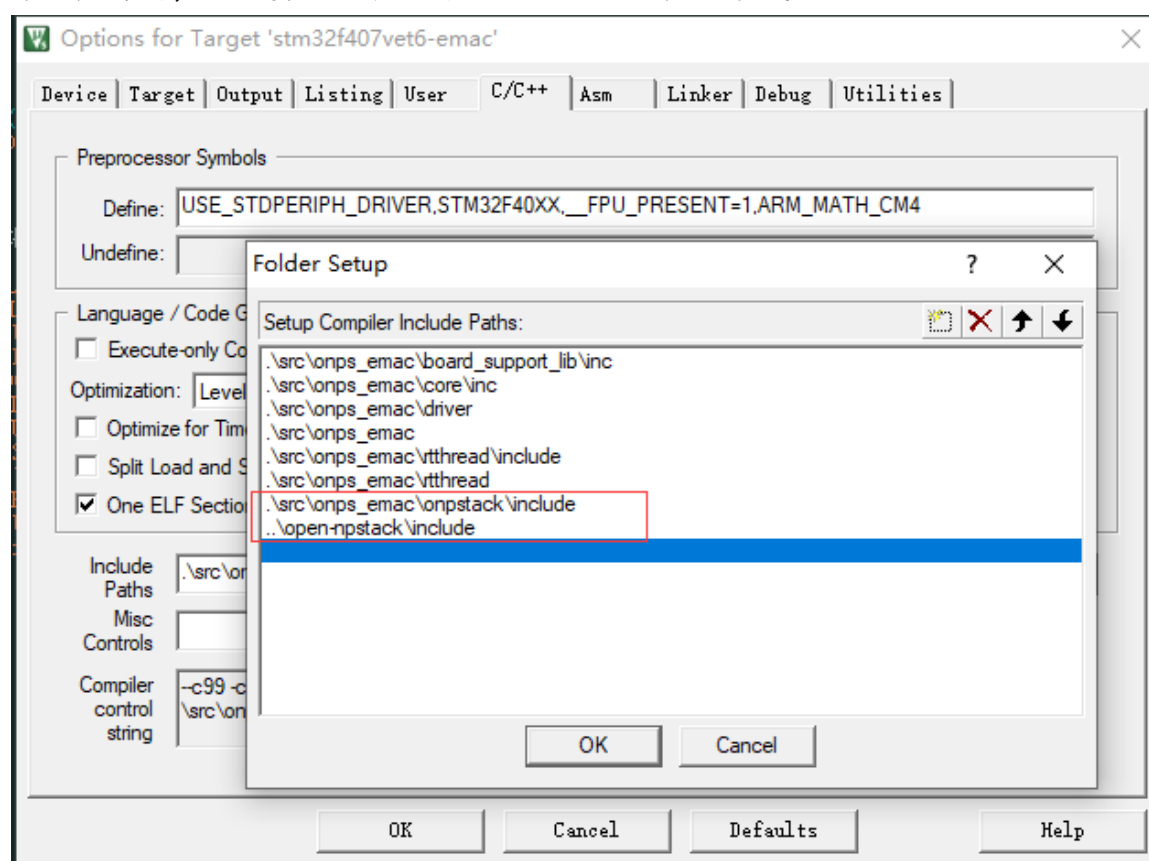 Options for Target 'stm32f407vet6-emac'
Device Target Output Listing User C/C++ Asm Linker Debug Utilities
Preprocessor Symbols
Define: USE_STDPERIPH_DRIVER,STM32F40XX,__FPU_PRESENT=1,ARM_MATH_CM4
Undefine:
Folder Setup ?
Language / Code G
Setup Compiler Include Paths:
Execute-only Co
.\src\onps_emac\board_support_lib\inc
.\src\onps_emac\core\inc
Optimization: Level
.\src\onps_emac\driver
Optimize for Tim
.\src\onps_emac
.\src\onps_emac\rtthread\include
Split Load and S
.\src\onps_emac\rtthread
One ELF Sectio
.\src\onps_emac\onpstack\include
..\open-npstack\include
Include
Paths
.\src\on
Misc
Controls
Compiler
control
string
--c99 -c
\src\on
OK Cancel
OK Cancel Defaults Help